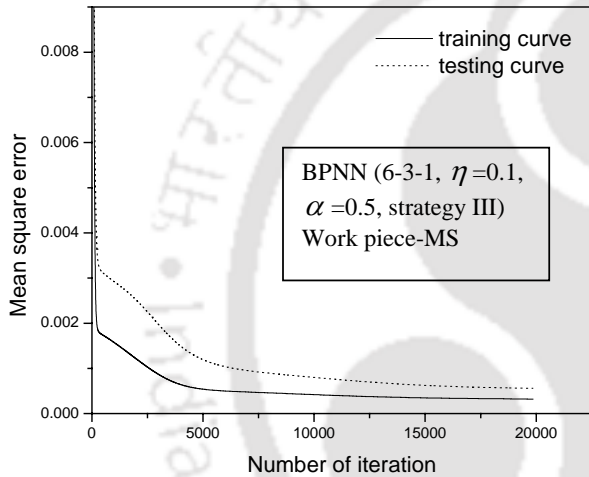 training curve
testing curve
BPNN (6-3-1, η =0.1,
α =0.5, strategy III)
Work piece-MS
Mean square error
0.008
0.006
0.004
0.002
0.000
0
5000
10000
15000
20000
Number of iteration